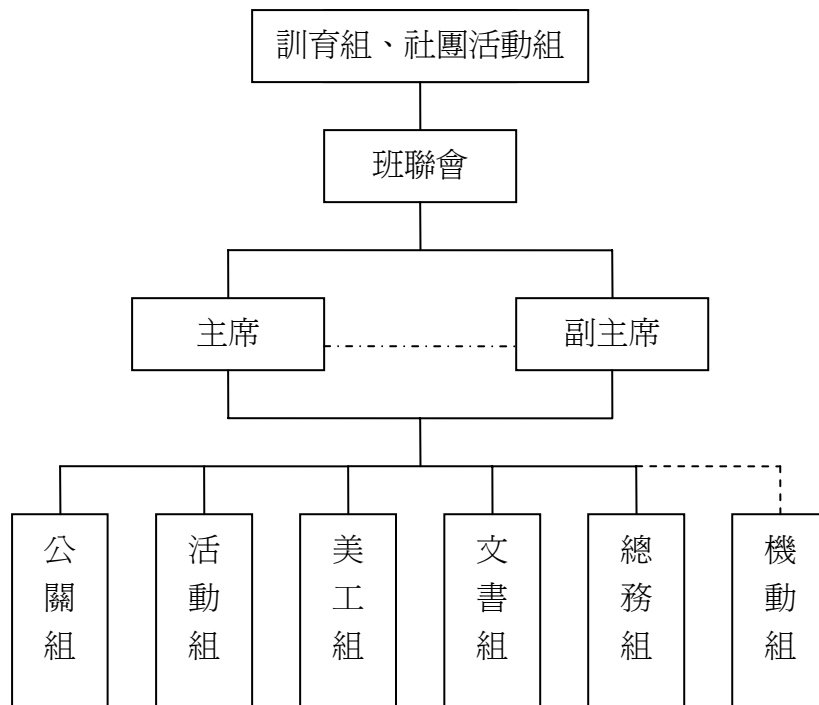 訓育組、社團活動組
班聯會
主席
副主席
公關組
活動組
美工組
文書組
總務組
機動組